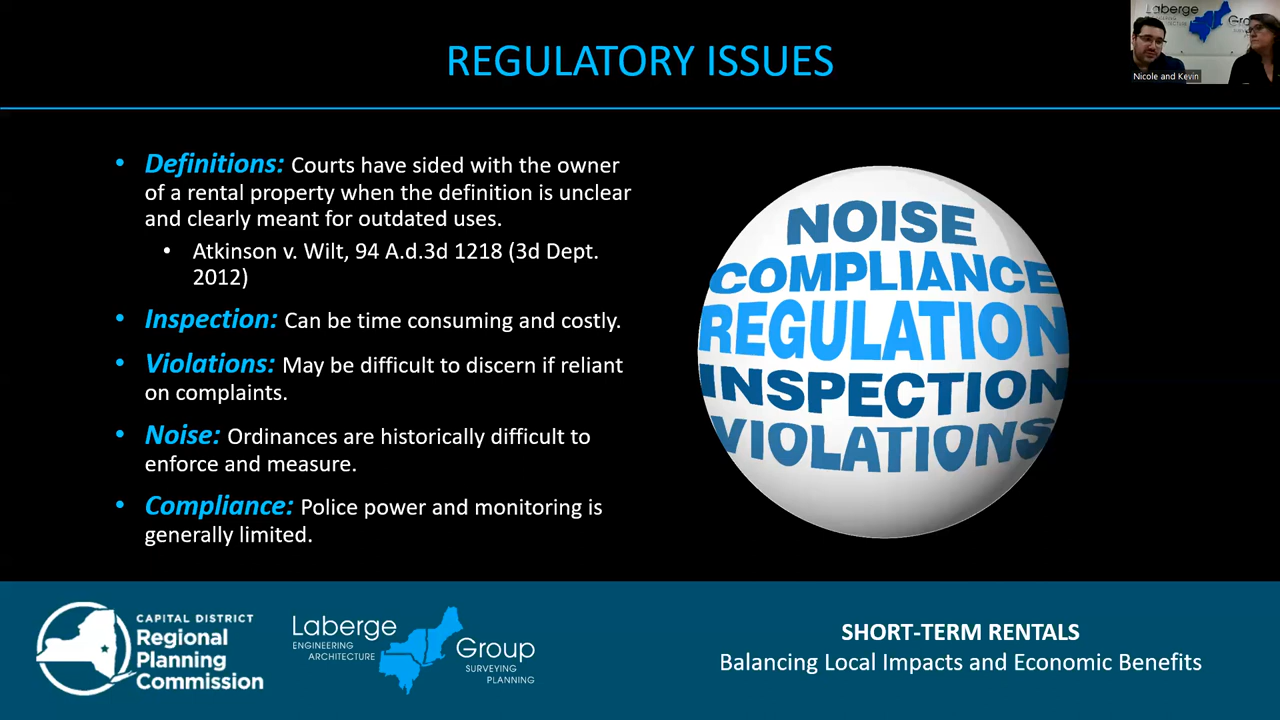 REGULATORY ISSUES
Laberge
ENGINEERING
ARCHITECTURE
Nicole and Kevin
• Definitions: Courts have sided with the owner
of a rental property when the definition is unclear
and clearly meant for outdated uses.
• Atkinson v. Wilt, 94 A.d.3d 1218 (3d Dept.
2012)
• Inspection: Can be time consuming and costly.
• Violations: May be difficult to discern if reliant
on complaints.
• Noise: Ordinances are historically difficult to
enforce and measure.
• Compliance: Police power and monitoring is
generally limited.
NOISE
COMPLIANCE
REGULATION
INSPECTION
VIOLATIONS
CAPITAL DISTRICT
Regional
Planning
Commission
Laberge
ENGINEERING
ARCHITECTURE
Group
SURVEYING
PLANNING
SHORT-TERM RENTALS
Balancing Local Impacts and Economic Benefits